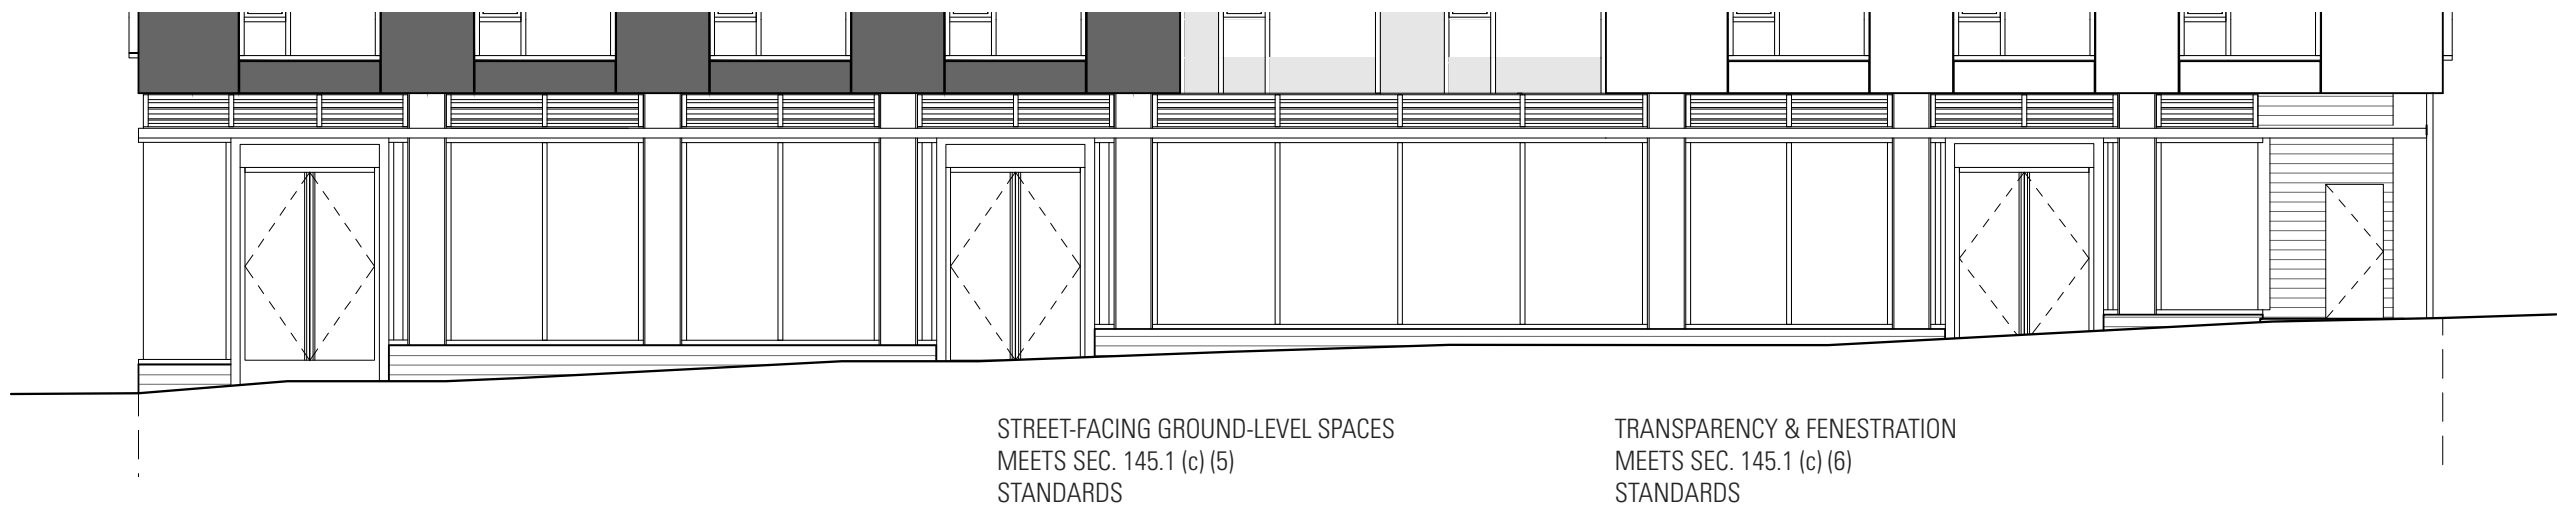 STREET-FACING GROUND-LEVEL SPACES
MEETS SEC. 145.1 (c) (5)
STANDARDS
TRANSPARENCY & FENESTRATION
MEETS SEC. 145.1 (c) (6)
STANDARDS